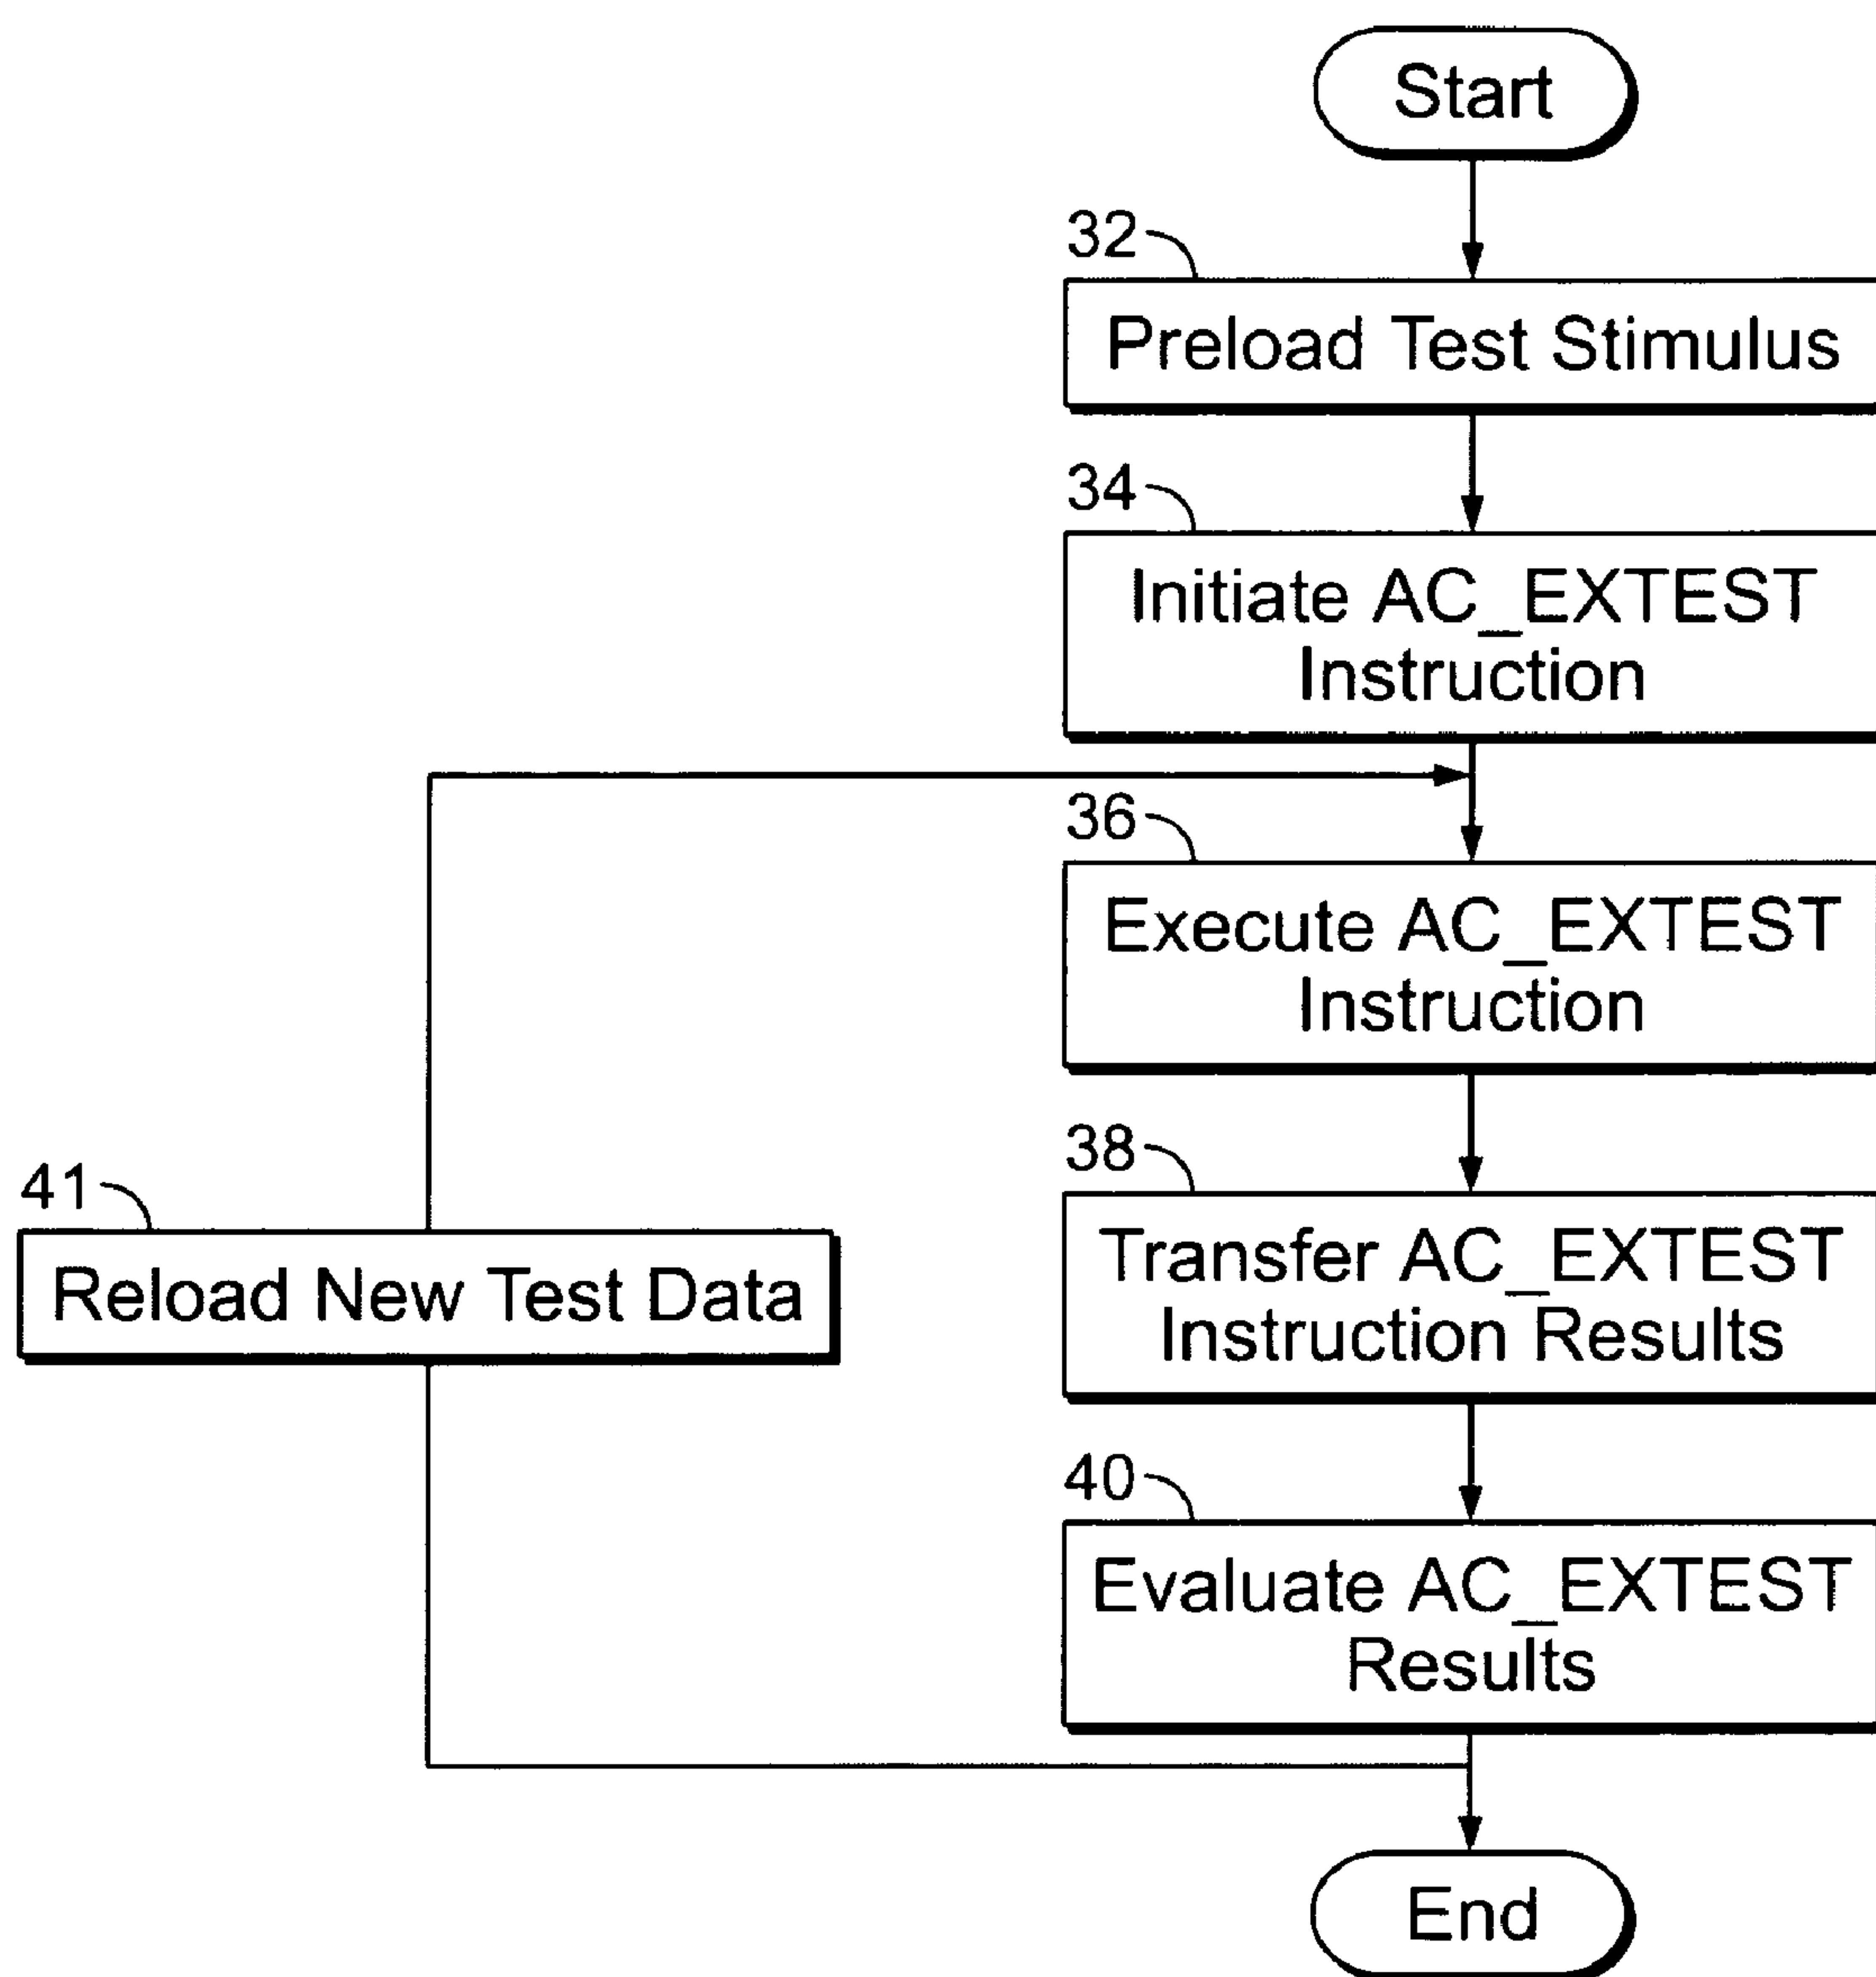 Start
32
Preload Test Stimulus
34
Initiate AC_EXTEST
Instruction
36
Execute AC_EXTEST
Instruction
38
Transfer AC_EXTEST
Instruction Results
41
Reload New Test Data
40
Evaluate AC_EXTEST
Results
End